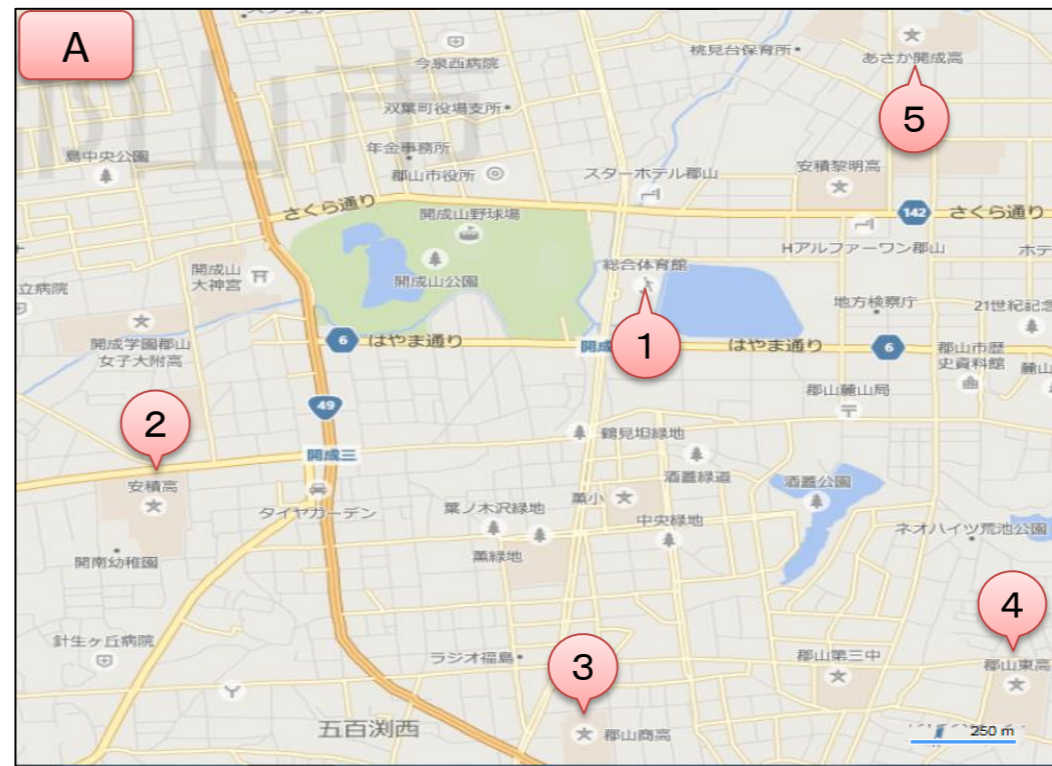 A
今泉西病院
桃見台保育所
あさか開成高
5
双葉町役場支所
年金事務所
島中央公園
郡山市役所
スターホテル郡山
安積黎明高
さくら通り
開成山野球場
142
さくら通り
Hアルファーワン郡山
ホテ
総合体育館
開成山
大神宮
開成山公園
立病院
地方検察庁
21世紀記念
1
開成学園郡山
女子大附高
6
はやま通り
開成
はやま通り
6
郡山市歴
史資料館
麓山
郡山麓山局
49
2
開成三
鶴見坦緑地
安積高
タイヤガーデン
葉ノ木沢緑地
薫小
酒蓋緑道
酒蓋公園
中央緑地
ネオハイツ荒池公園
開南幼稚園
薫緑地
4
針生ヶ丘病院
ラジオ福島
3
郡山第三中
郡山東高
五百渕西
郡山商高
250 m